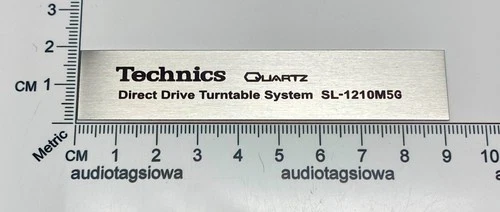 3
2
CM 1
Technics QUARTZ
Direct Drive Turntable System SL-1210M5G
Metric
CM 1 2 3 4 5 6 7 8 9 10
audiotagsiowa audiotagsiowa